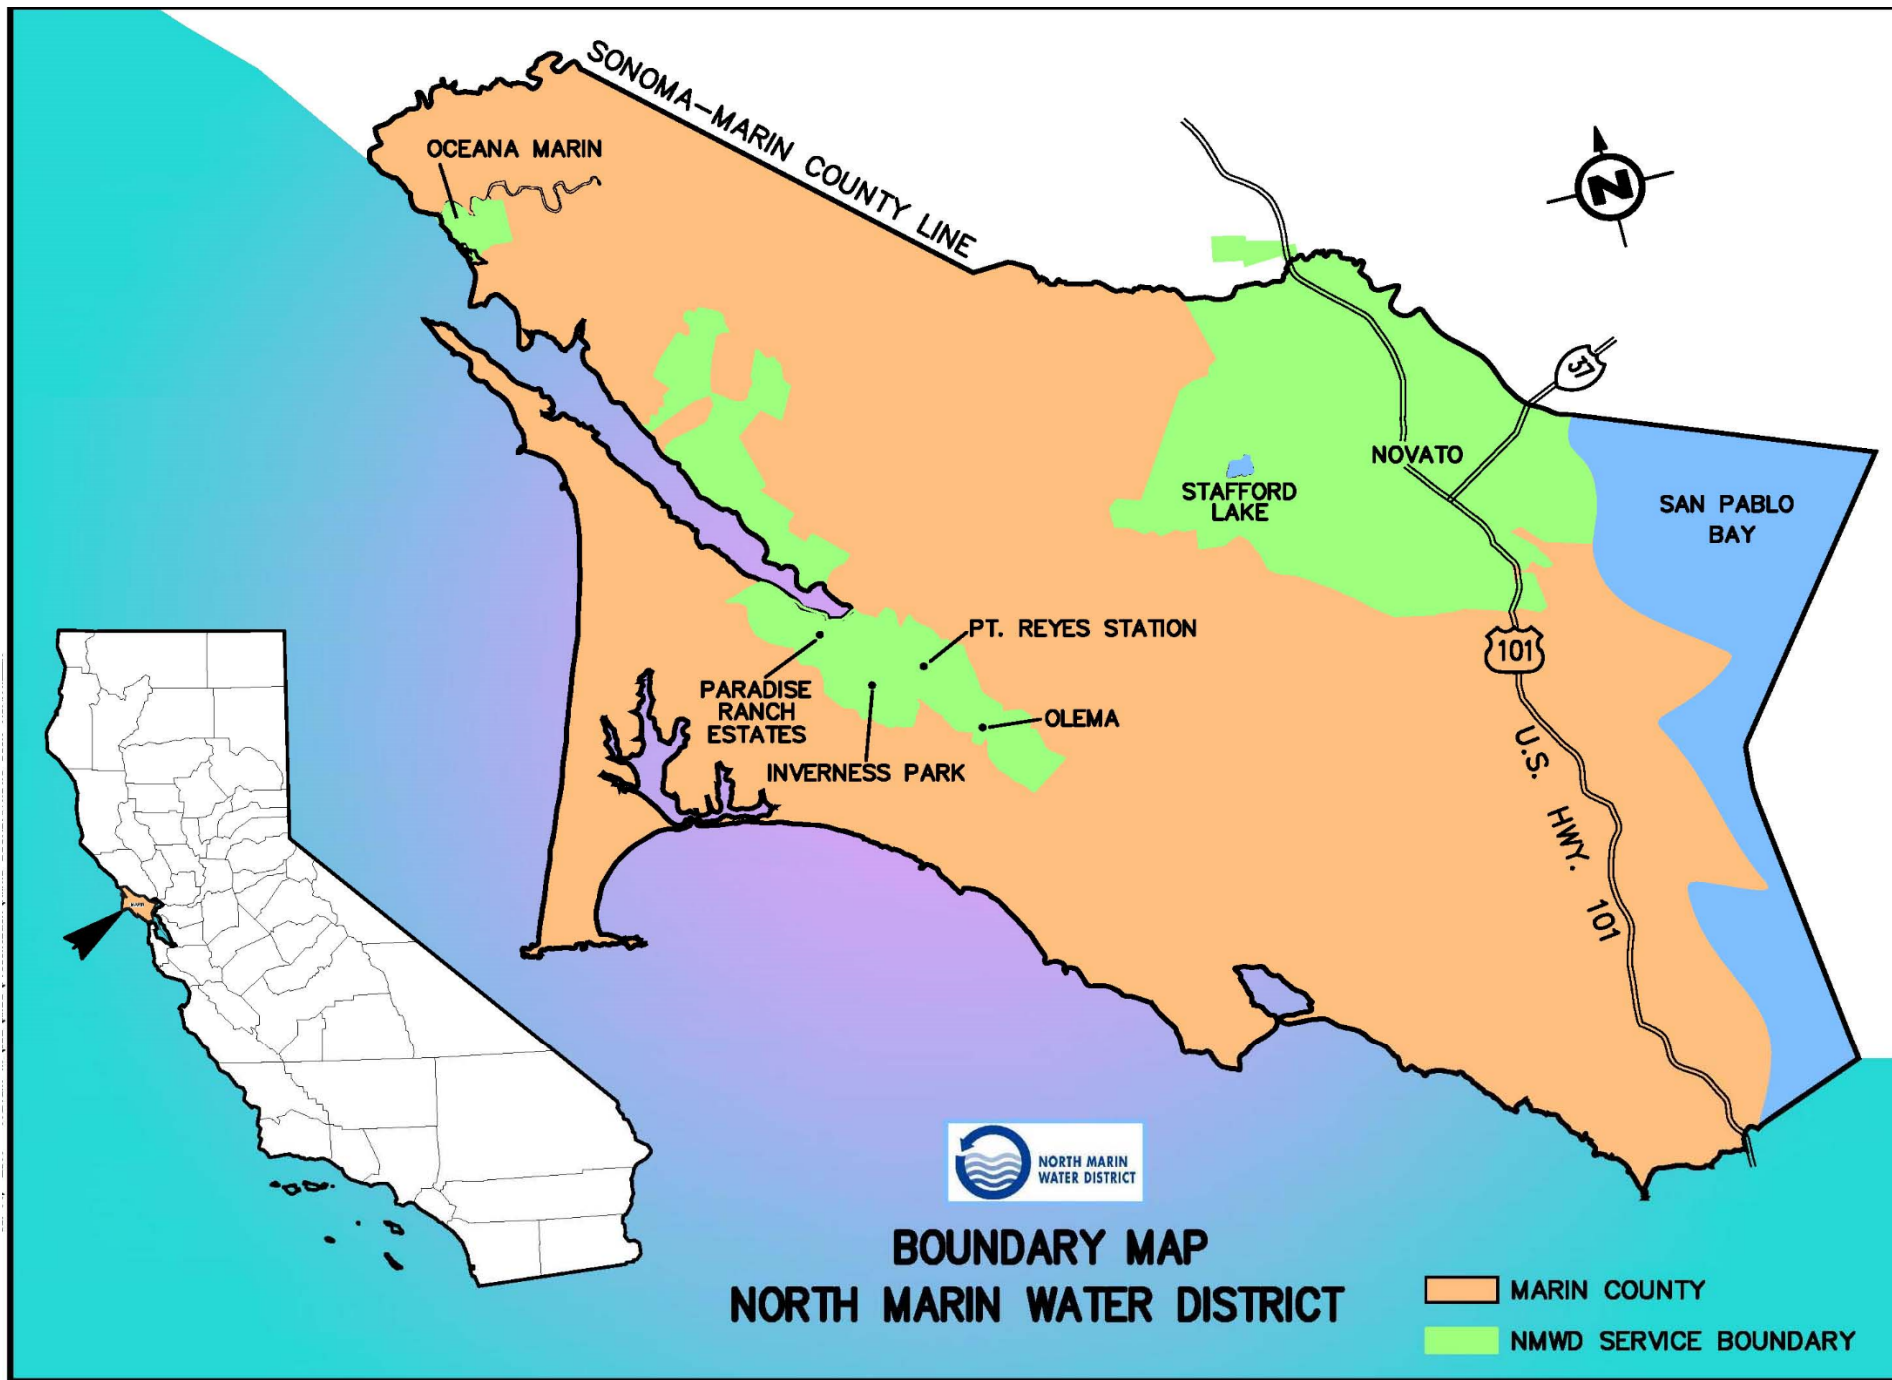 SONOMA-MARIN COUNTY LINE
OCEANA MARIN
N
37
NOVATO
STAFFORD
LAKE
SAN PABLO
BAY
PT. REYES STATION
101
PARADISE
RANCH
ESTATES
OLEMA
INVERNESS PARK
U.S. HWY. 101
NORTH MARIN
WATER DISTRICT
BOUNDARY MAP
NORTH MARIN WATER DISTRICT
MARIN COUNTY
NMWD SERVICE BOUNDARY